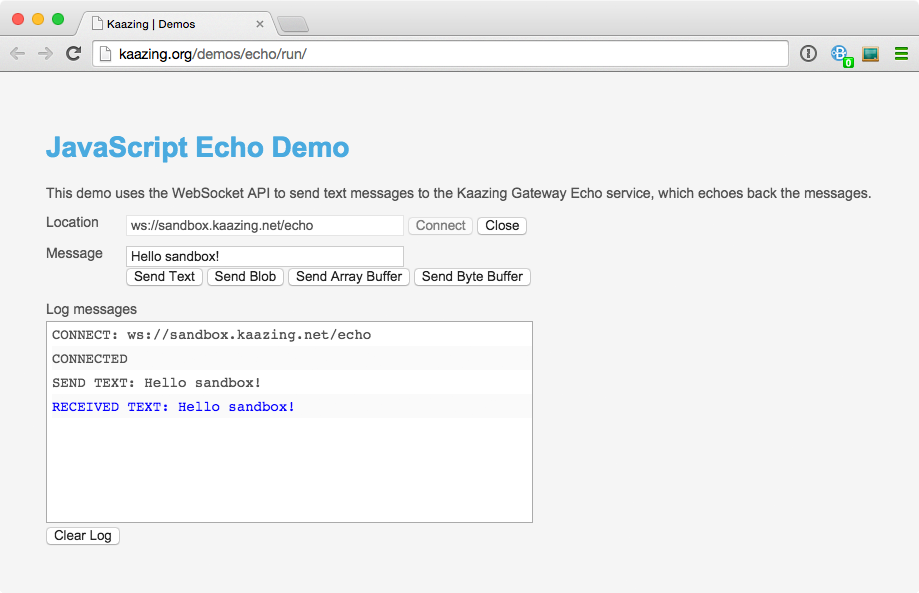 Kaazing | Demos
kaazing.org/demos/echo/run/
0
JavaScript Echo Demo
This demo uses the WebSocket API to send text messages to the Kaazing Gateway Echo service, which echoes back the messages.
Location ws://sandbox.kaazing.net/echo Connect Close
Message Hello sandbox!
Send Text Send Blob Send Array Buffer Send Byte Buffer
Log messages
CONNECT: ws://sandbox.kaazing.net/echo
CONNECTED
SEND TEXT: Hello sandbox!
RECEIVED TEXT: Hello sandbox!
Clear Log